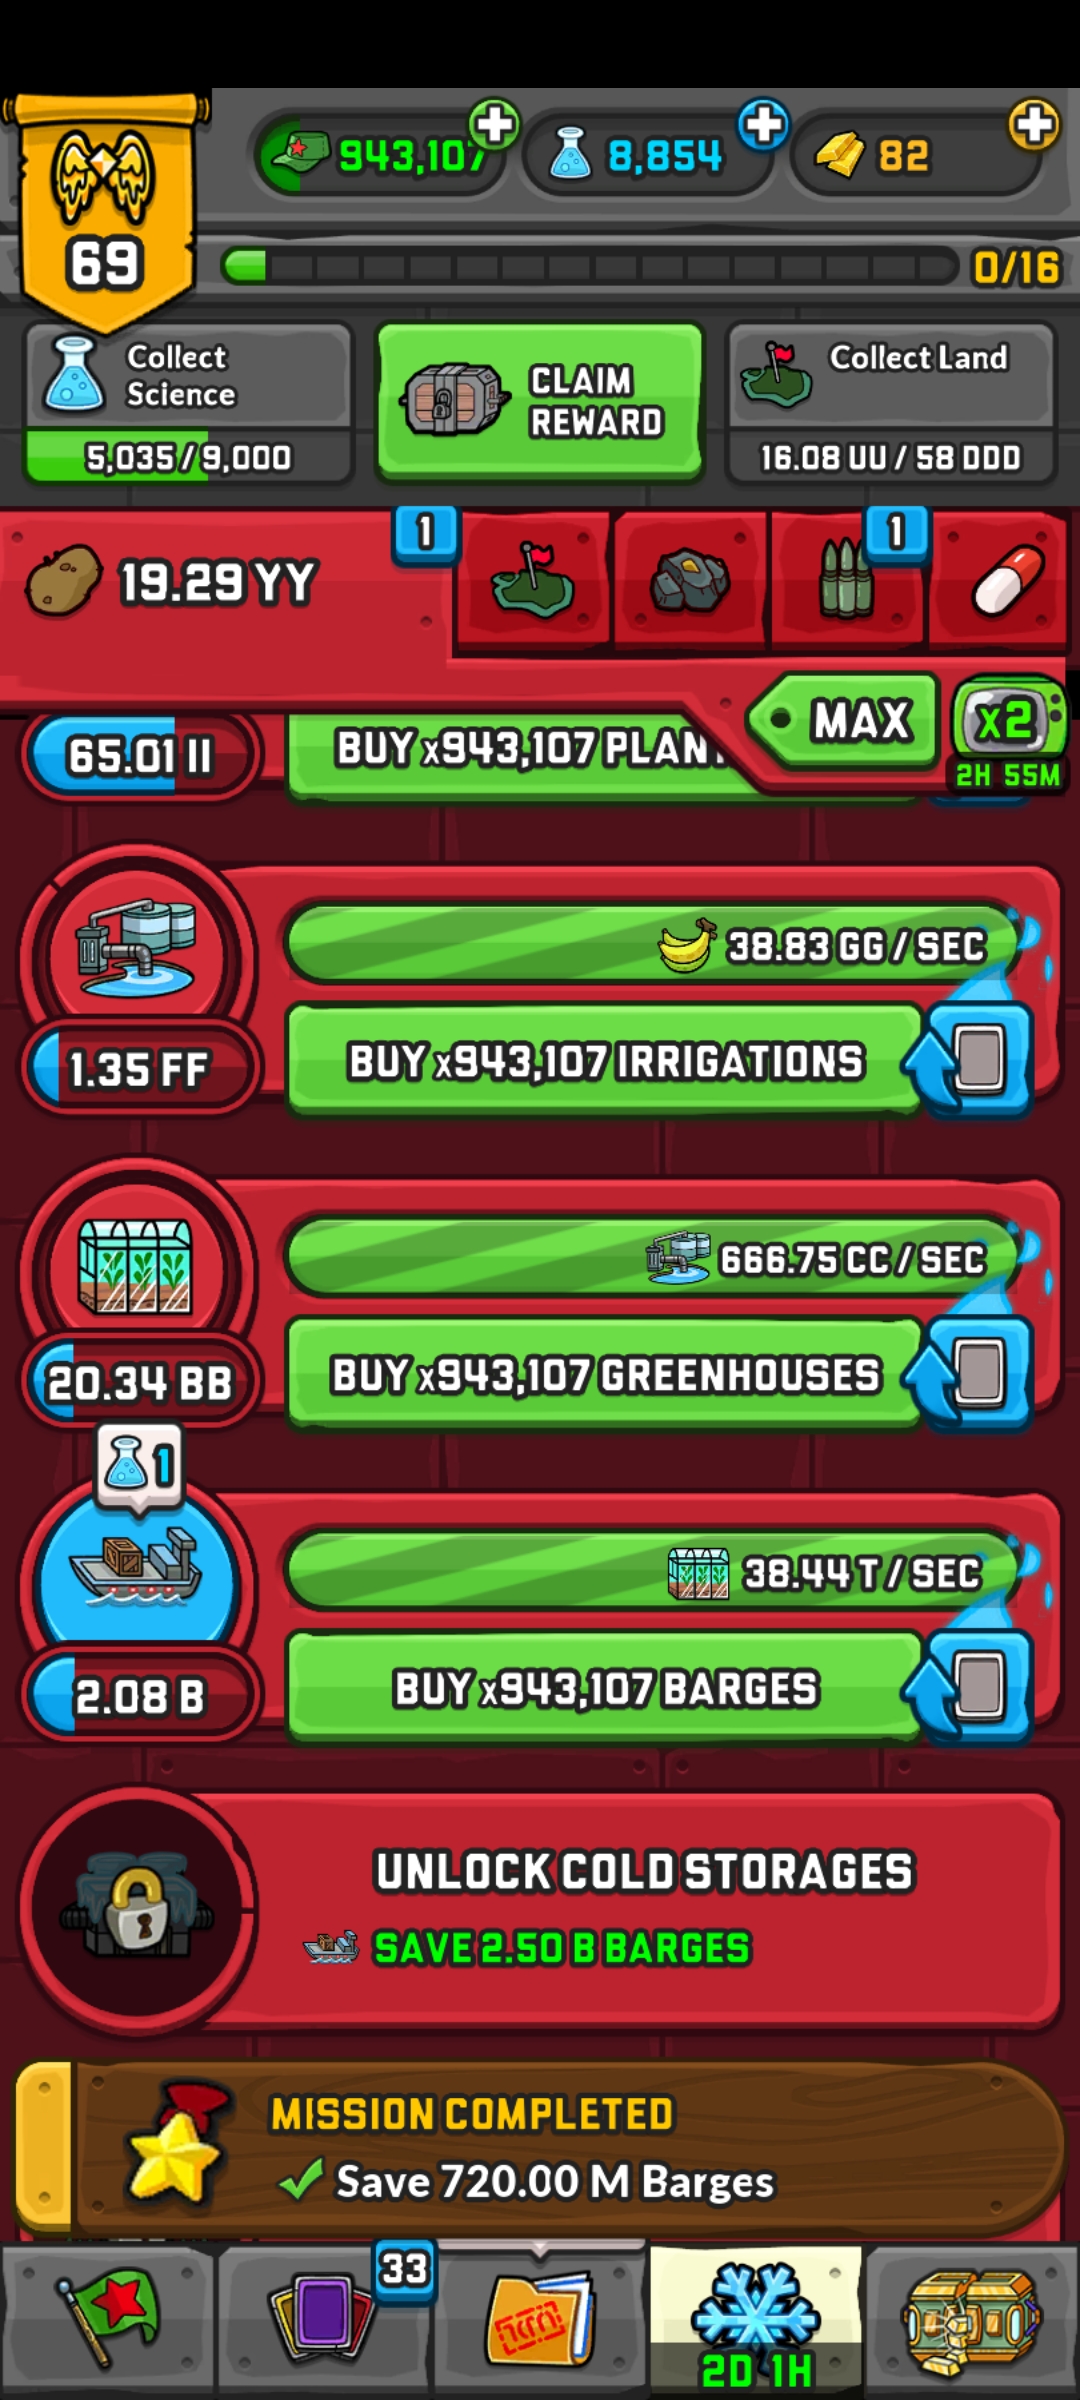 943,107
8,854
82
69
0/16
Collect
Science
5,035 / 9,000
CLAIM
REWARD
Collect Land
16.08 UU / 58 DDD
19.29 YY
1
1
MAX
x2
2H 55M
65.01 II
BUY x943,107
38.83 GG / SEC
1.35 FF
BUY x943,107 IRRIGATIONS
666.75 CC / SEC
20.34 BB
BUY x943,107 GREENHOUSES
1
38.44 T / SEC
2.08 B
BUY x943,107 BARGES
UNLOCK COLD STORAGES
SAVE 2.50 B BARGES
MISSION COMPLETED
Save 720.00 M Barges
33
2D 1H